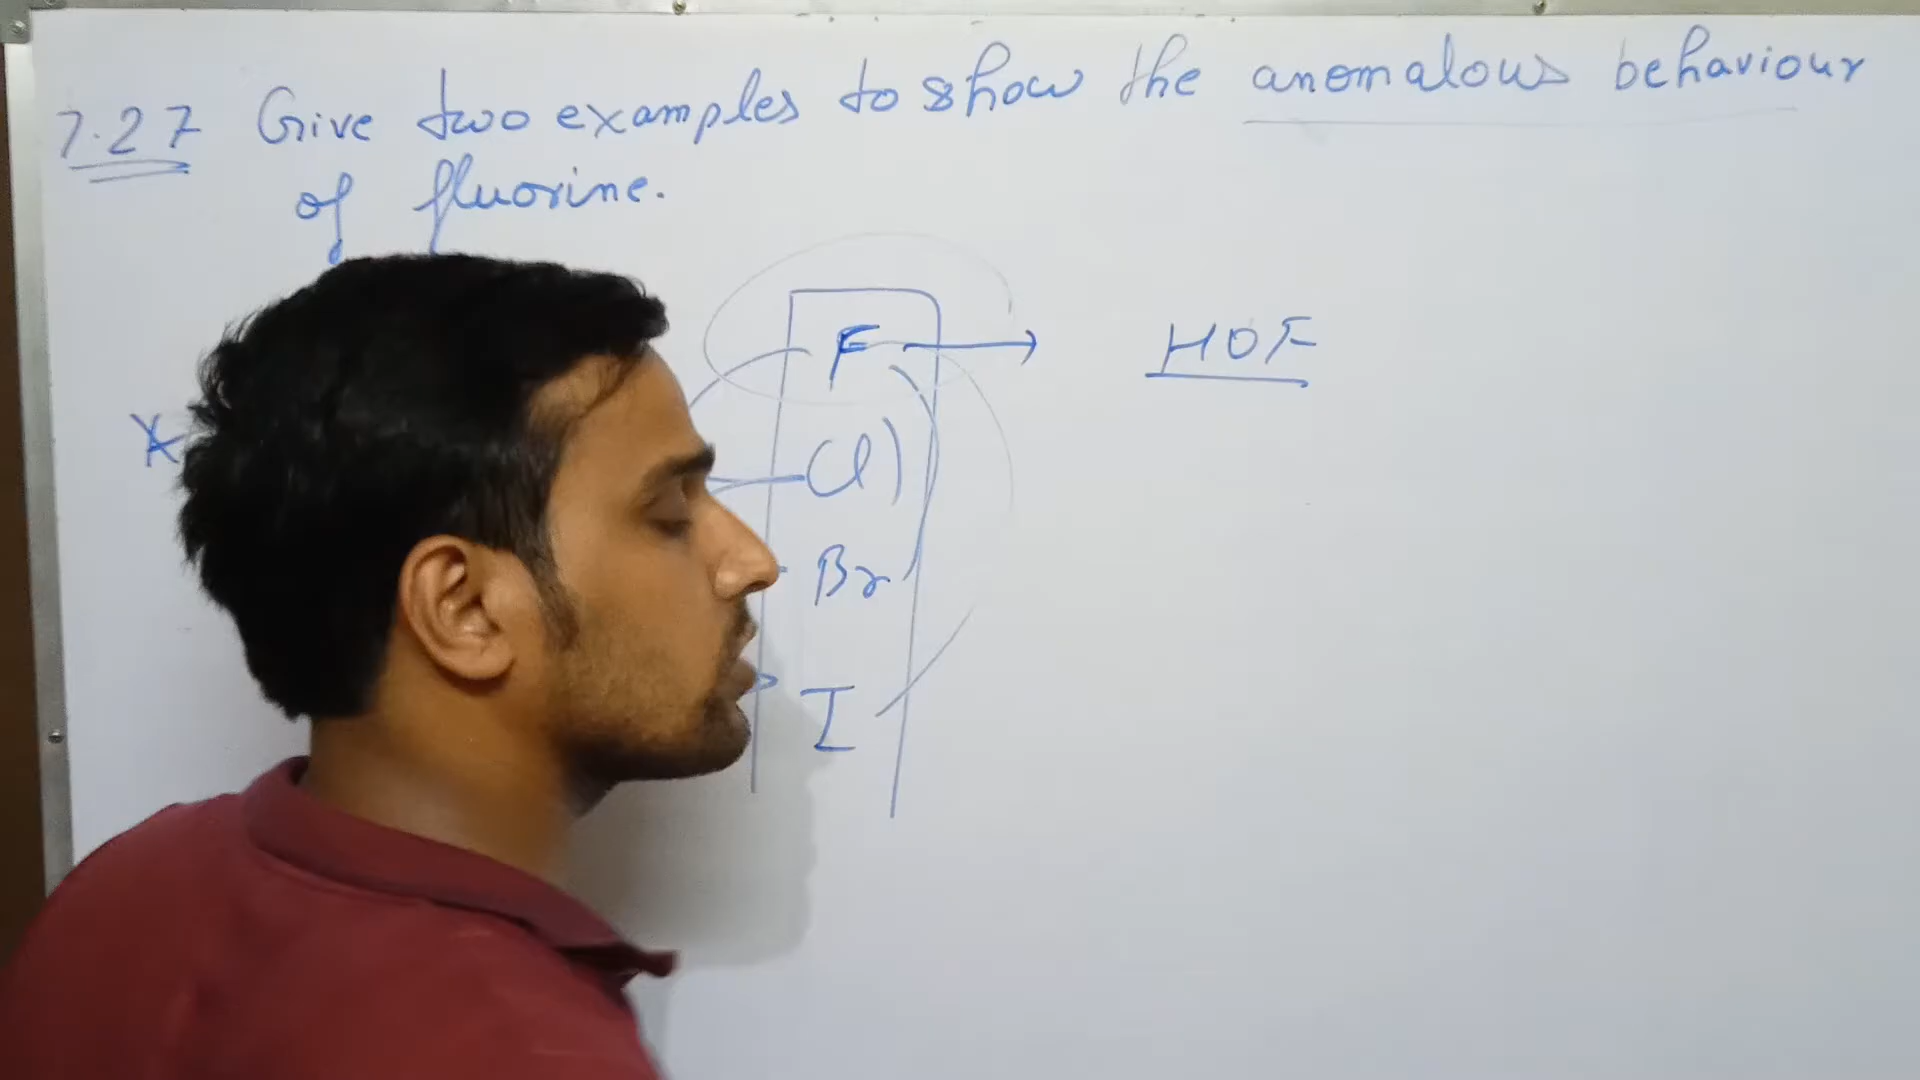 7.27 Give two examples to show the anomalous behaviour
of fluorine.
F → HOF
Cl)
Br
I